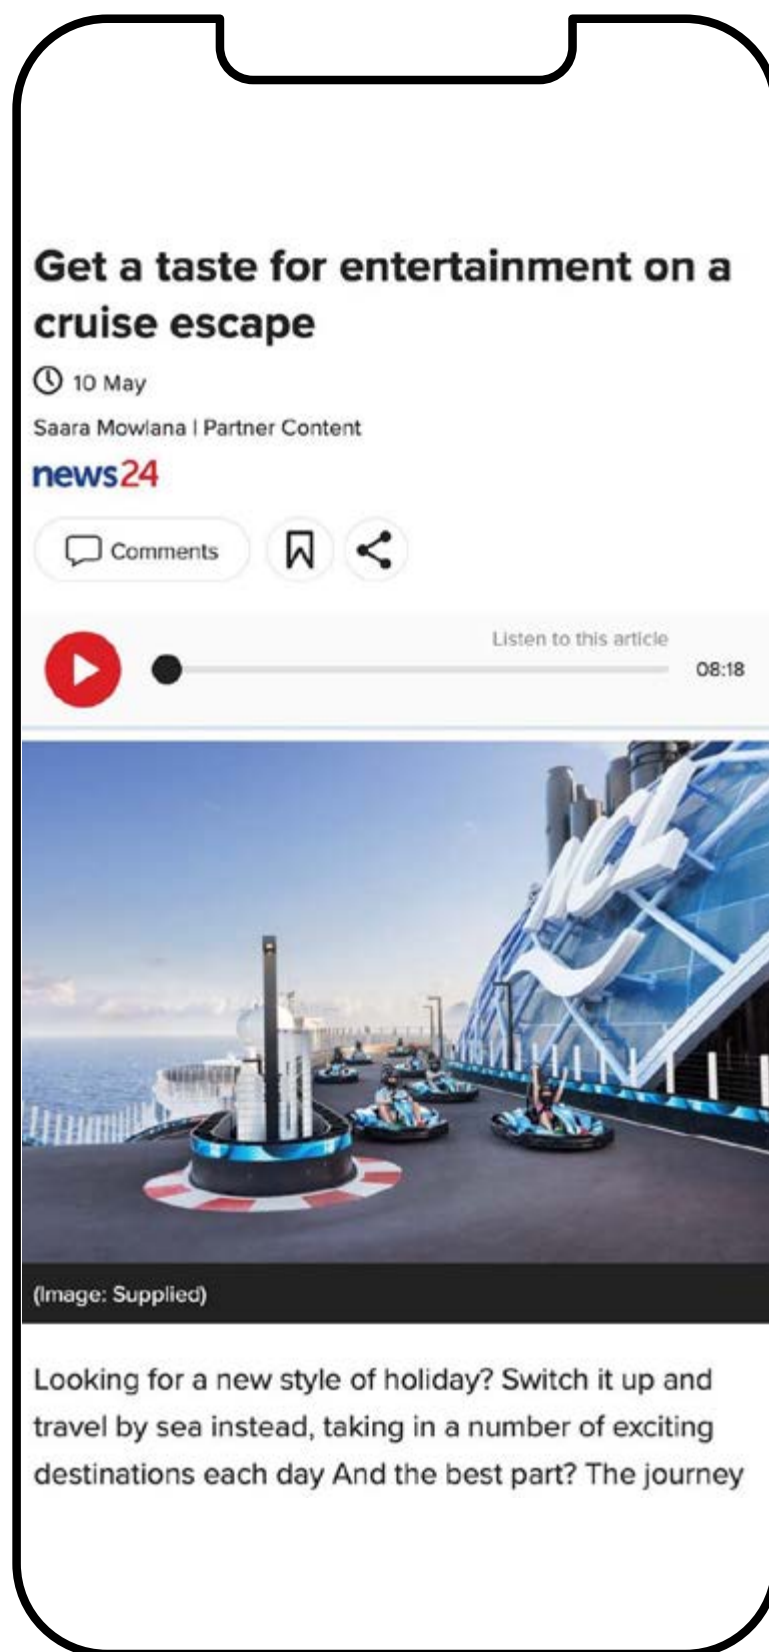 Get a taste for entertainment on a
cruise escape
10 May
Saara Mowlana | Partner Content
news24
Comments
Listen to this article
08:18
NCL
(Image: Supplied)
Looking for a new style of holiday? Switch it up and
travel by sea instead, taking in a number of exciting
destinations each day And the best part? The journey